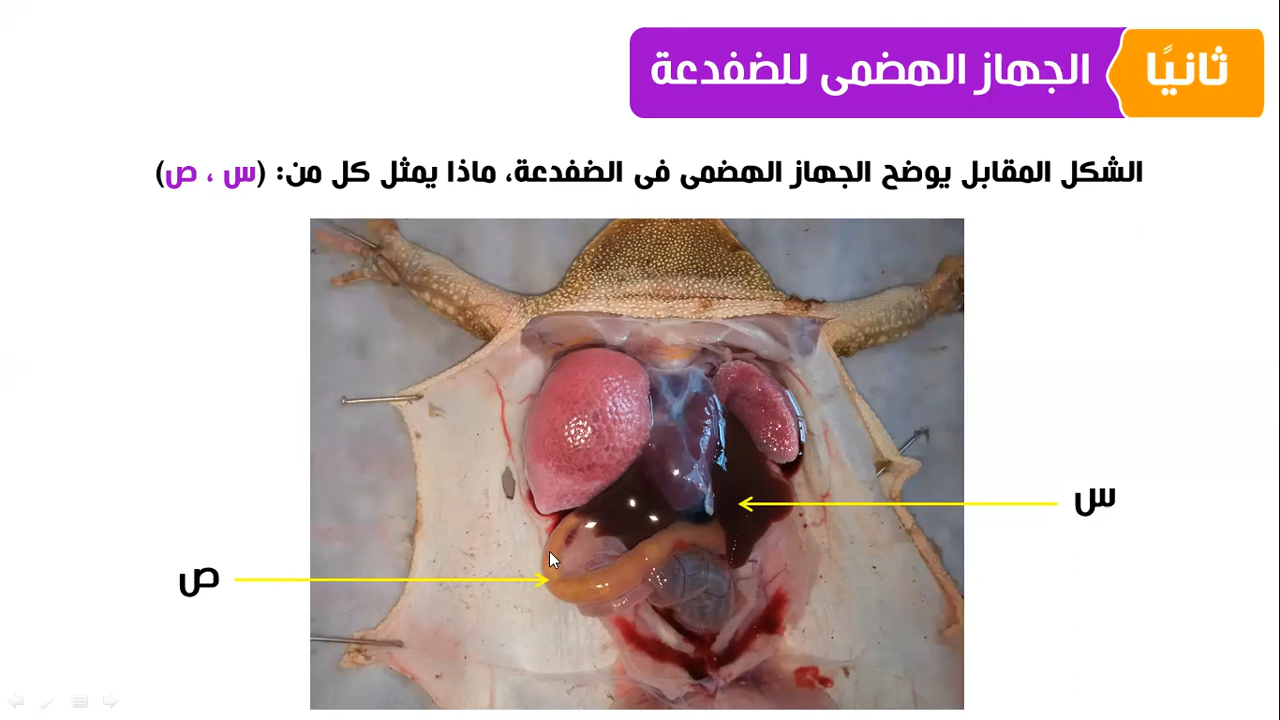 ثانيًا
الجهاز الهضمى للضفدعة
الشكل المقابل يوضح الجهاز الهضمى فى الضفدعة، ماذا يمثل كل من: (س ، ص)
س
ص